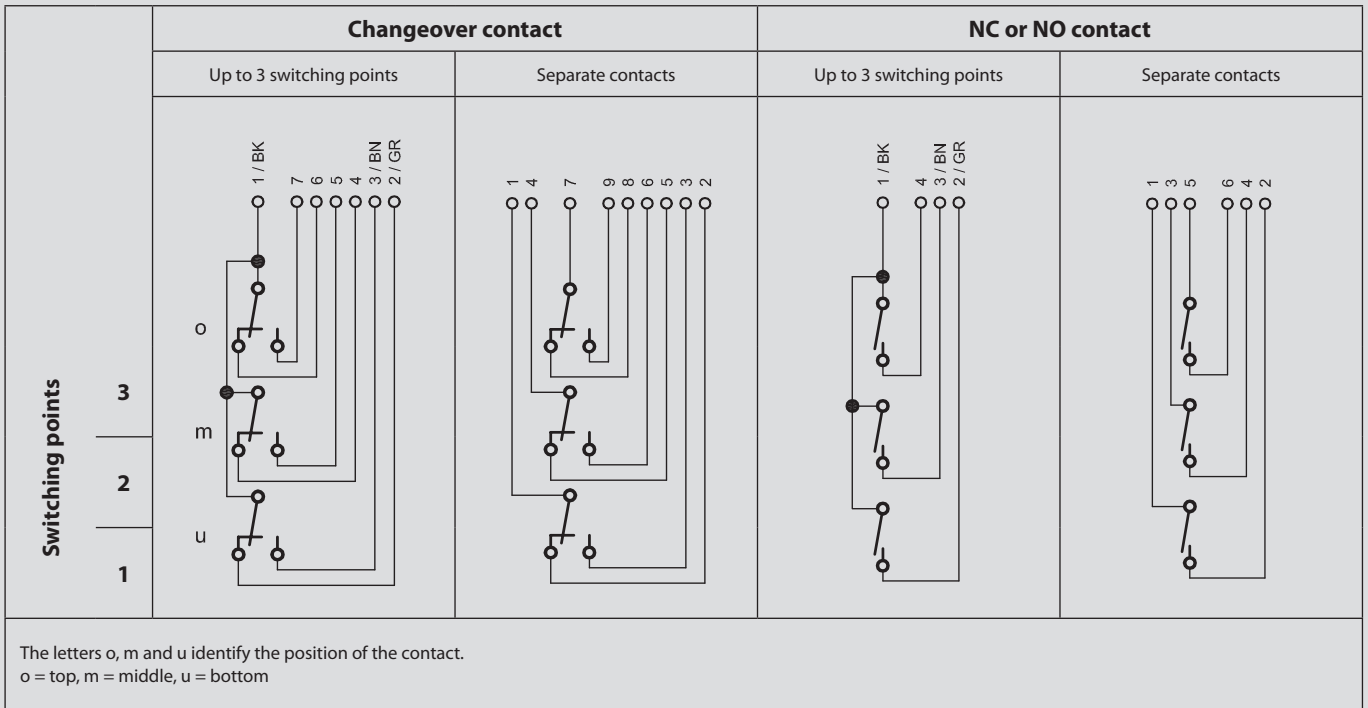 Changeover contact
NC or NO contact
Up to 3 switching points
Separate contacts
Up to 3 switching points
Separate contacts
Switching points
3
2
1
1 / BK
7
6
5
4
3 / BN
2 / GR
o
m
u
1
4
7
9
8
6
5
3
2
1 / BK
4
3 / BN
2 / GR
1
3
5
6
4
2
The letters o, m and u identify the position of the contact.
o = top, m = middle, u = bottom